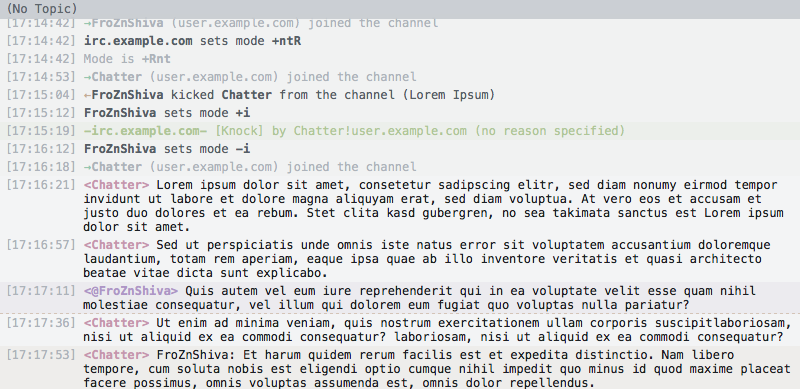 (No Topic)
[17:14:42] →FroZnShiva (user.example.com) joined the channel
[17:14:42] irc.example.com sets mode +ntR
[17:14:42] Mode is +Rnt
[17:14:53] →Chatter (user.example.com) joined the channel
[17:15:04] ←FroZnShiva kicked Chatter from the channel (Lorem Ipsum)
[17:15:12] FroZnShiva sets mode +i
[17:15:19] -irc.example.com- [Knock] by Chatter!user.example.com (no reason specified)
[17:16:12] FroZnShiva sets mode -i
[17:16:18] →Chatter (user.example.com) joined the channel
[17:16:21] <Chatter> Lorem ipsum dolor sit amet, consetetur sadipscing elitr, sed diam nonumy eirmod tempor
invidunt ut labore et dolore magna aliquyam erat, sed diam voluptua. At vero eos et accusam et
justo duo dolores et ea rebum. Stet clita kasd gubergren, no sea takimata sanctus est Lorem ipsum
dolor sit amet.
[17:16:57] <Chatter> Sed ut perspiciatis unde omnis iste natus error sit voluptatem accusantium doloremque
laudantium, totam rem aperiam, eaque ipsa quae ab illo inventore veritatis et quasi architecto
beatae vitae dicta sunt explicabo.
[17:17:11] <@FroZnShiva> Quis autem vel eum iure reprehenderit qui in ea voluptate velit esse quam nihil
molestiae consequatur, vel illum qui dolorem eum fugiat quo voluptas nulla pariatur?
[17:17:36] <Chatter> Ut enim ad minima veniam, quis nostrum exercitationem ullam corporis suscipitlaboriosam,
nisi ut aliquid ex ea commodi consequatur? laboriosam, nisi ut aliquid ex ea commodi consequatur?
[17:17:53] <Chatter> FroZnShiva: Et harum quidem rerum facilis est et expedita distinctio. Nam libero
tempore, cum soluta nobis est eligendi optio cumque nihil impedit quo minus id quod maxime placeat
facere possimus, omnis voluptas assumenda est, omnis dolor repellendus.